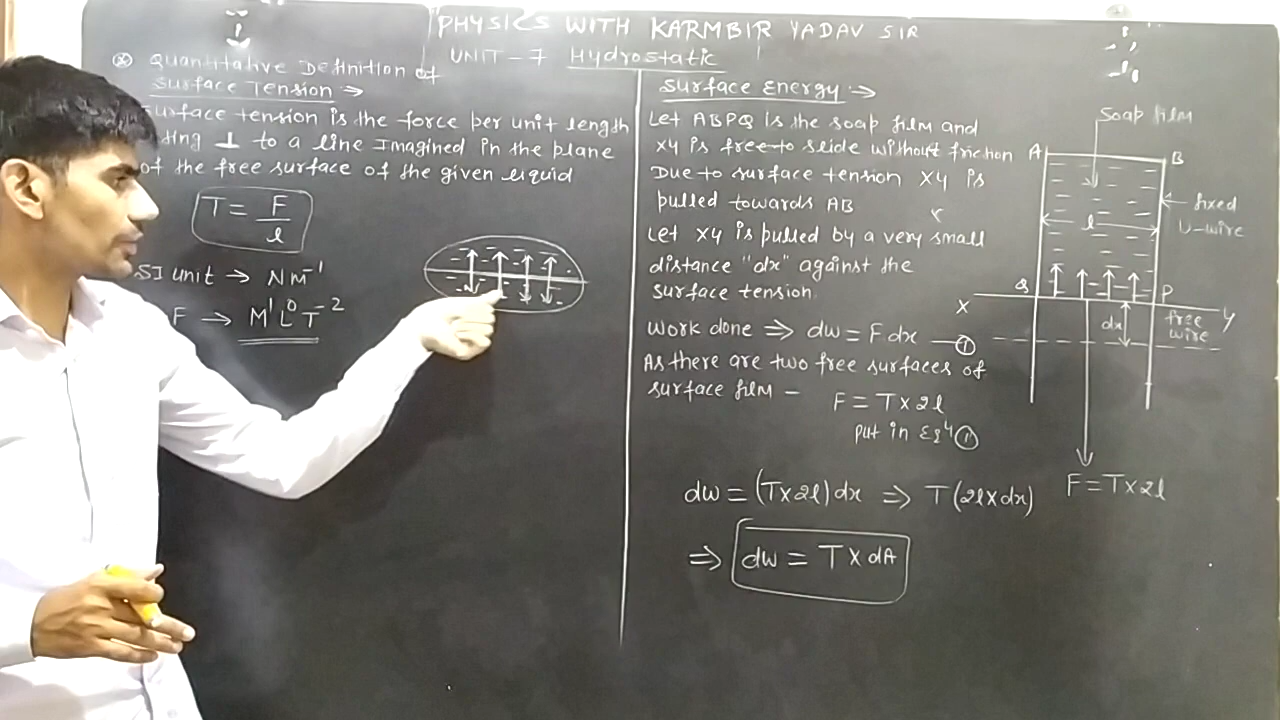 PHYSICS WITH KARMBIR YADAV SIR
UNIT - 7 Hydrostatic
⊗ Quantitative Definition of
Surface Tension →
Surface tension is the force per unit length
ting ⊥ to a line Imagined in the plane
of the free surface of the given liquid
T = F/l
SI unit → Nm⁻¹
F → M¹L⁰T⁻²
Surface Energy :→
Let ABPQ is the soap film and
XY is free to slide without friction
Due to surface tension XY is
pulled towards AB
Let XY is pulled by a very small
distance "dx" against the
surface tension.
Work done ⇒ dw = F.dx — ①
As there are two free surfaces of
surface film –
F = T×2l
put in Eqⁿ ①
dw = (T×2l)dx ⇒ T(2l×dx)
⇒ dw = T×dA
Soap film
A
B
fixed
U-wire
l
Q
P
X
Y
dx
free
wire
F = T×2l